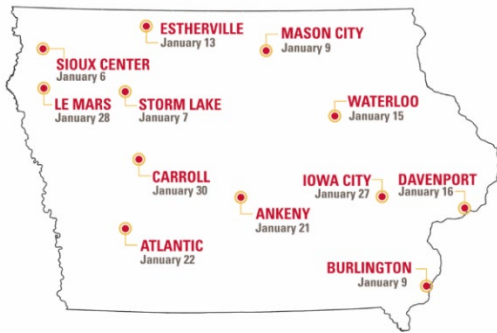 ESTHERVILLE
January 13
MASON CITY
January 9
SIOUX CENTER
January 6
LE MARS
January 28
STORM LAKE
January 7
WATERLOO
January 15
CARROLL
January 30
IOWA CITY
January 27
DAVENPORT
January 16
ANKENY
January 21
ATLANTIC
January 22
BURLINGTON
January 9